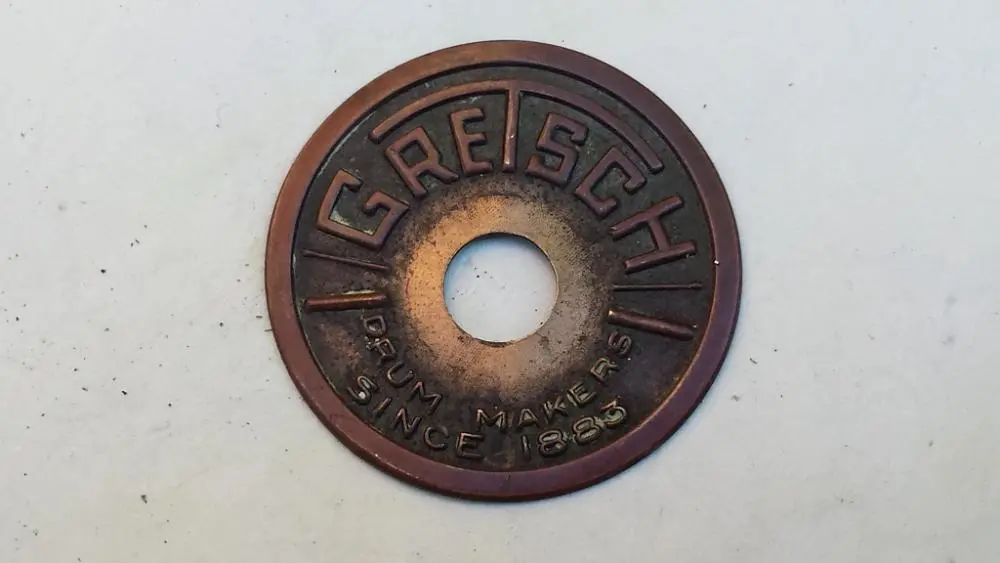 GRETSCH
DRUM MAKERS
SINCE 1883